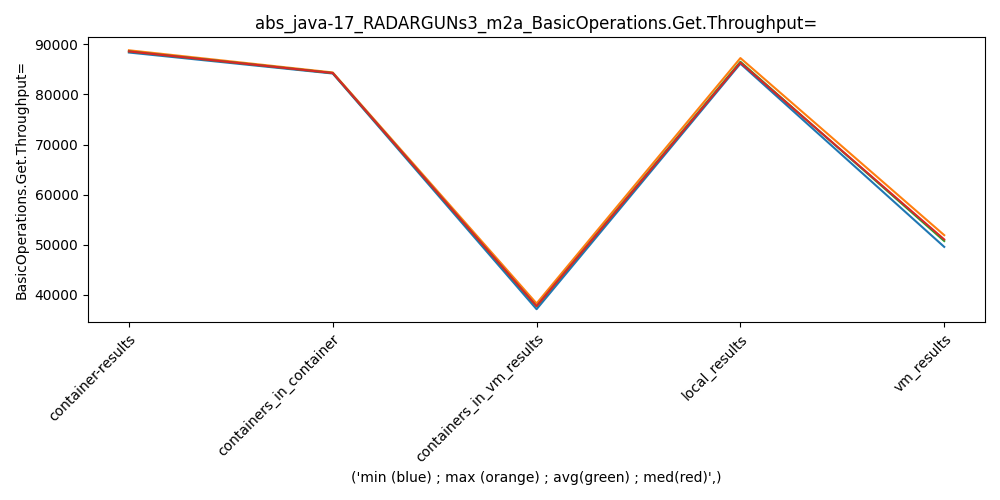 abs_java-17_RADARGUNs3_m2a_BasicOperations.Get.Throughput=
BasicOperations.Get.Throughput=
90000
80000
70000
60000
50000
40000
container-results
containers_in_container
containers_in_vm_results
local_results
vm_results
('min (blue) ; max (orange) ; avg(green) ; med(red)',)